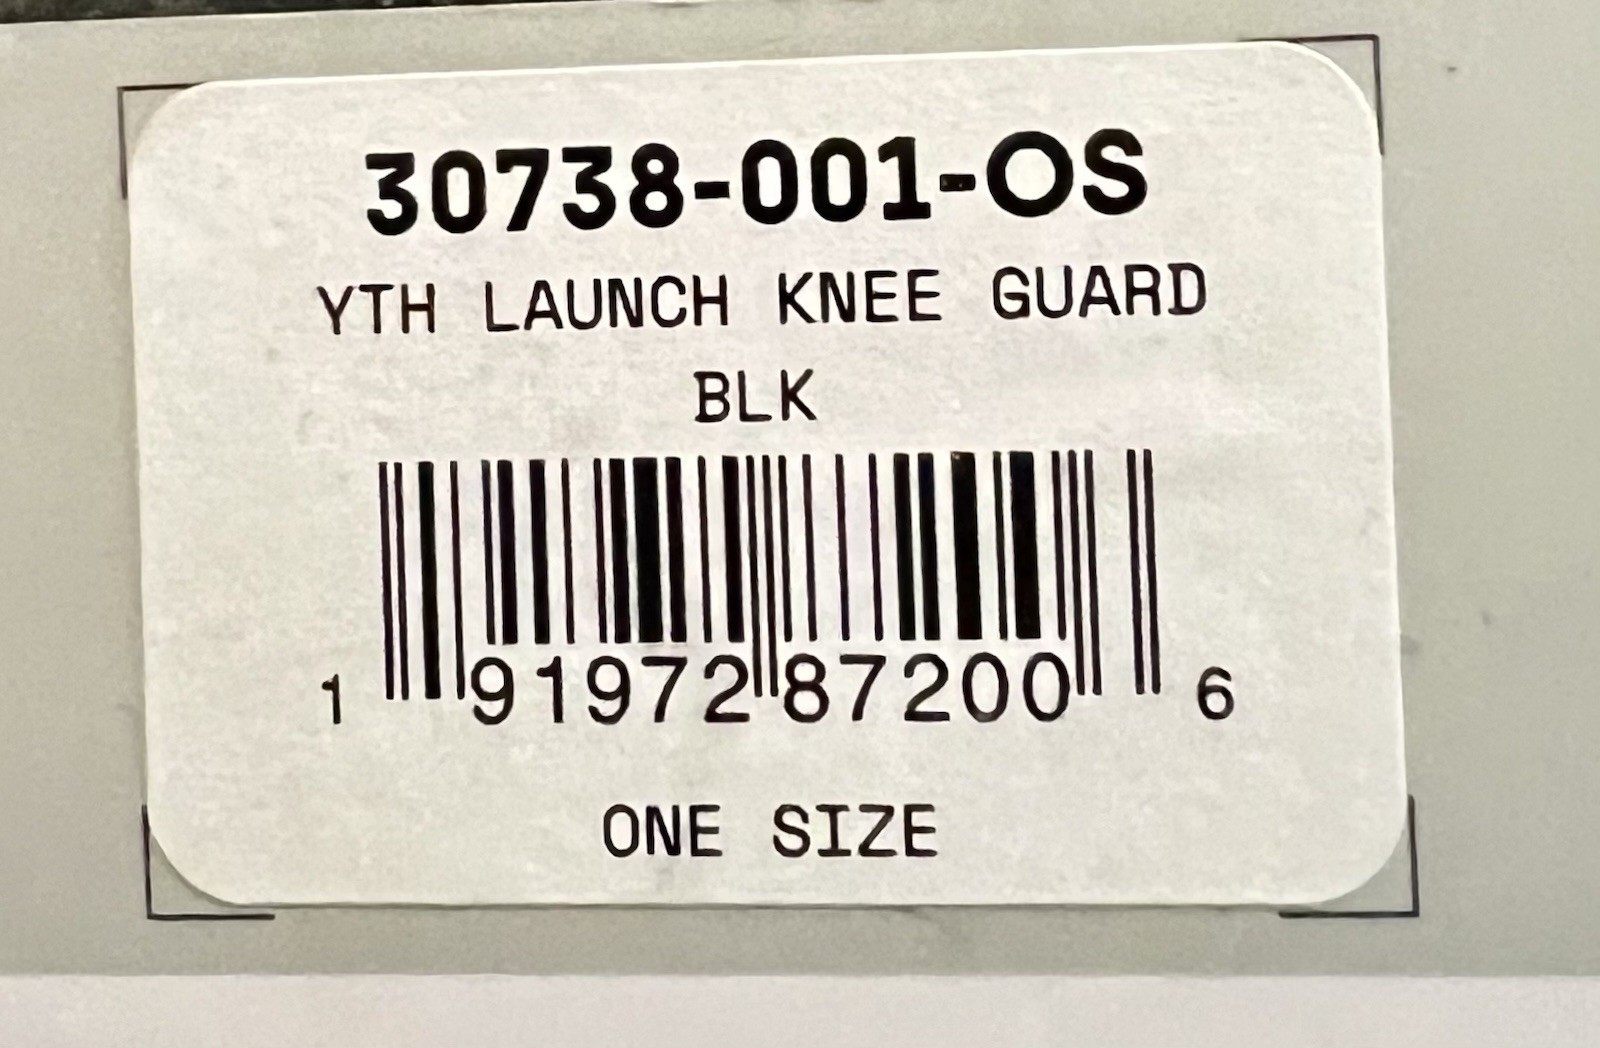 30738-001-OS
YTH LAUNCH KNEE GUARD
BLK
1 91972 87200 6
ONE SIZE